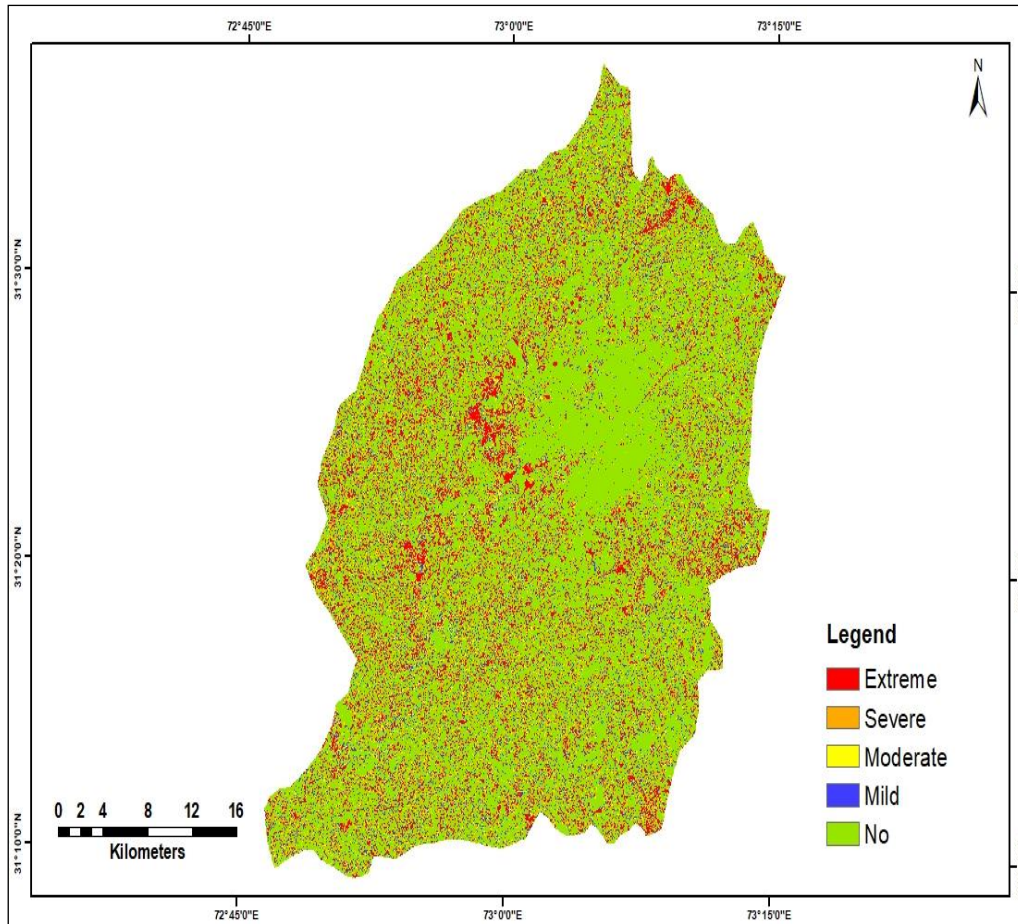 72°45'0"E 73°0'0"E 73°15'0"E
N
31°30'0"N
31°20'0"N
31°10'0"N
Legend
Extreme
Severe
Moderate
Mild
No
0 2 4 8 12 16
Kilometers
72°45'0"E 73°0'0"E 73°15'0"E